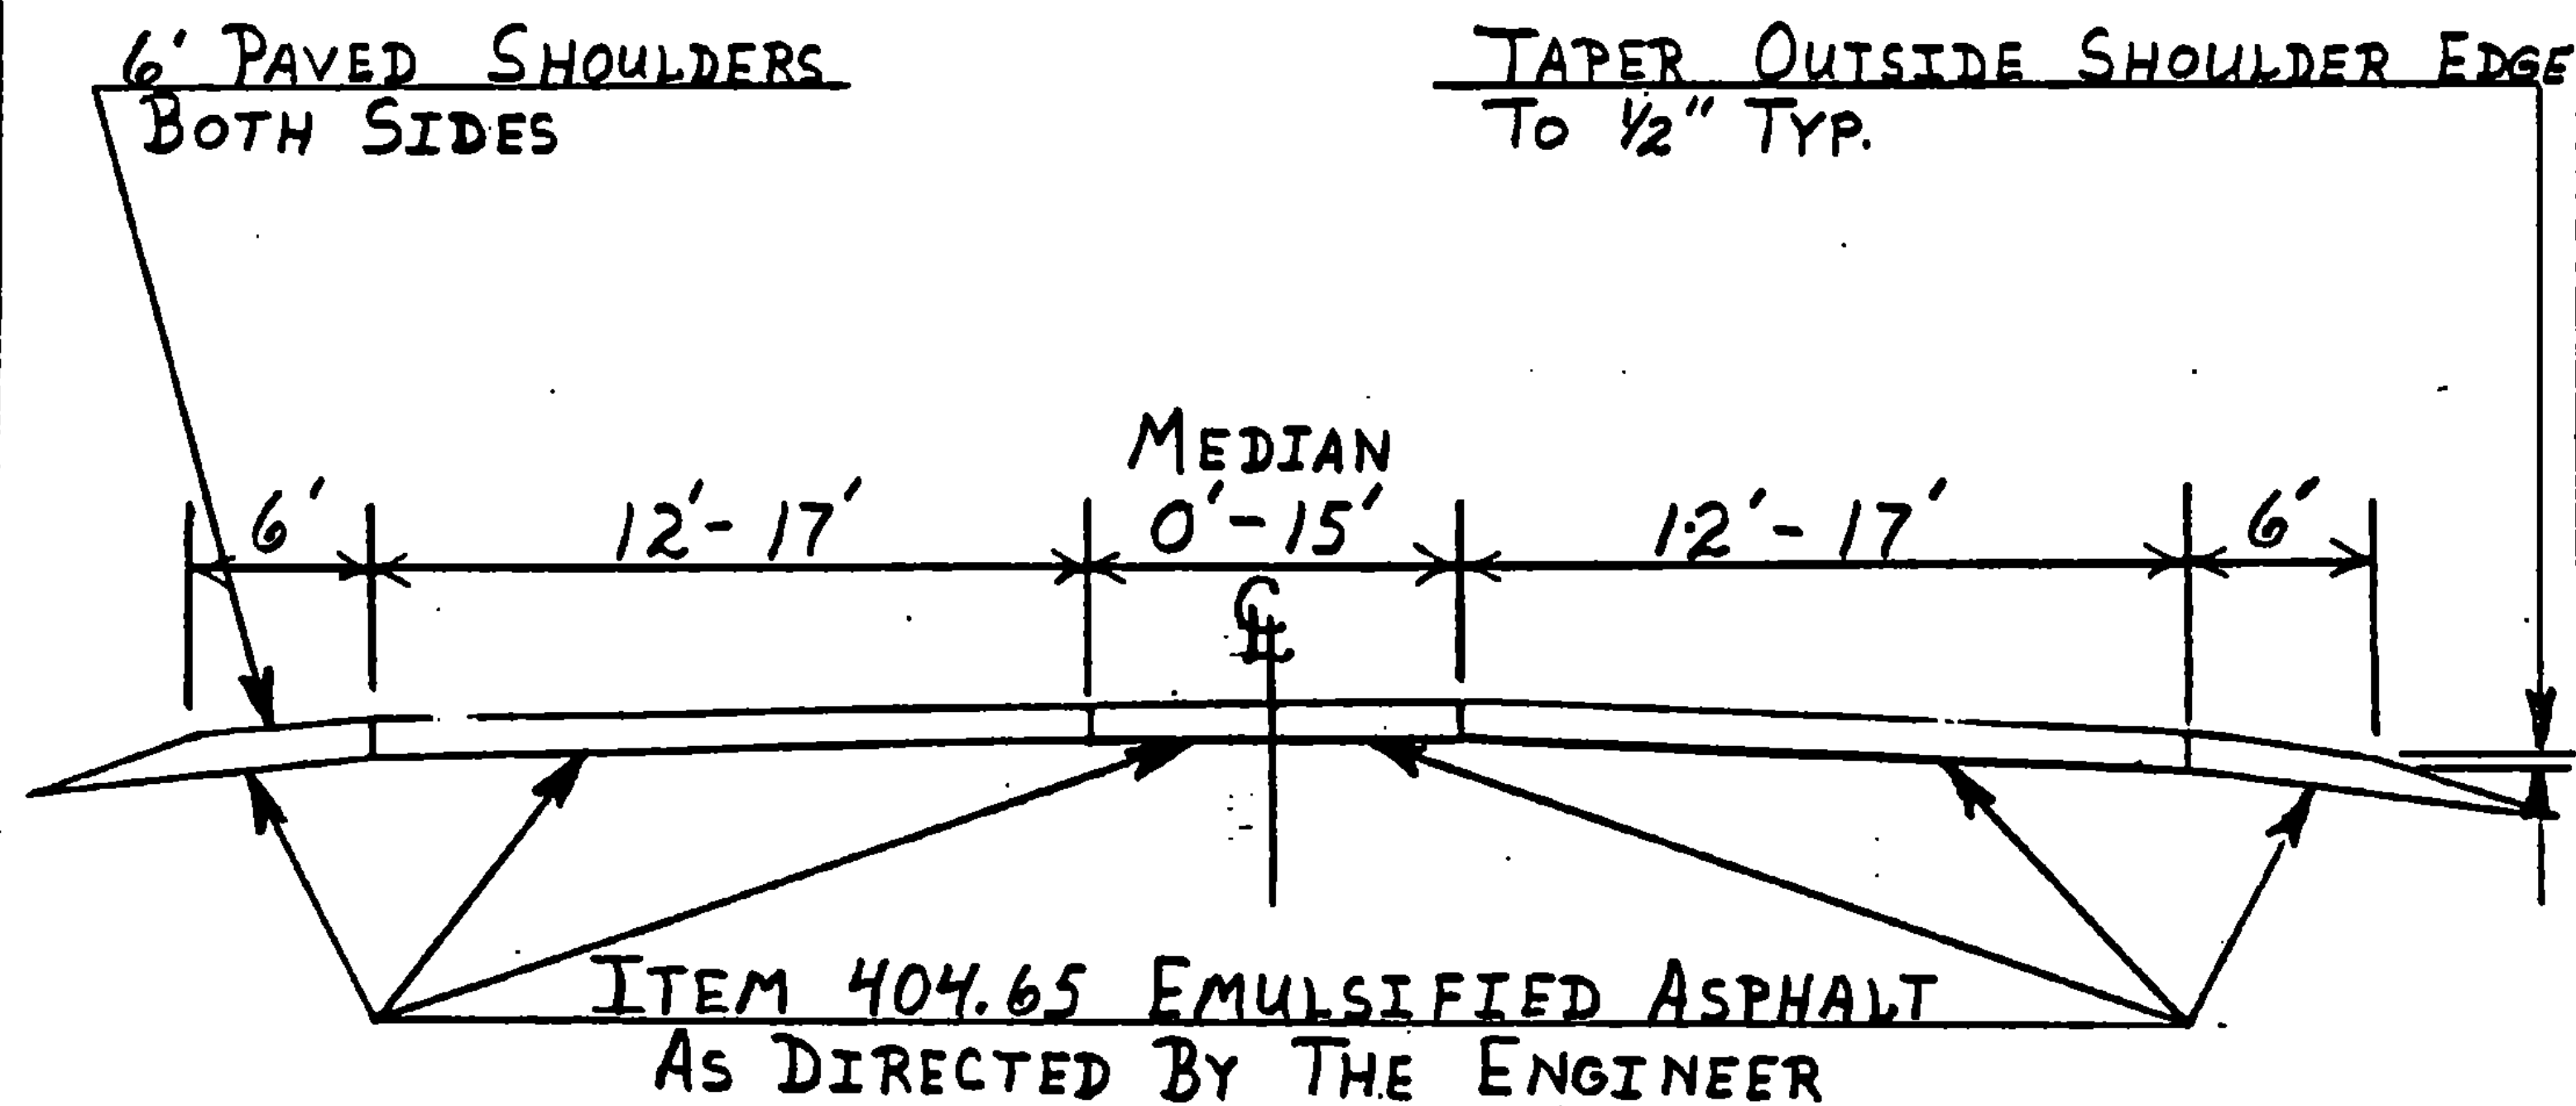 6' PAVED SHOULDERS
BOTH SIDES
TAPER OUTSIDE SHOULDER EDGE
TO 1/2" TYP.
MEDIAN
6' 12'-17' 0'-15' 12'-17' 6'
℄
ITEM 404.65 EMULSIFIED ASPHALT
AS DIRECTED BY THE ENGINEER